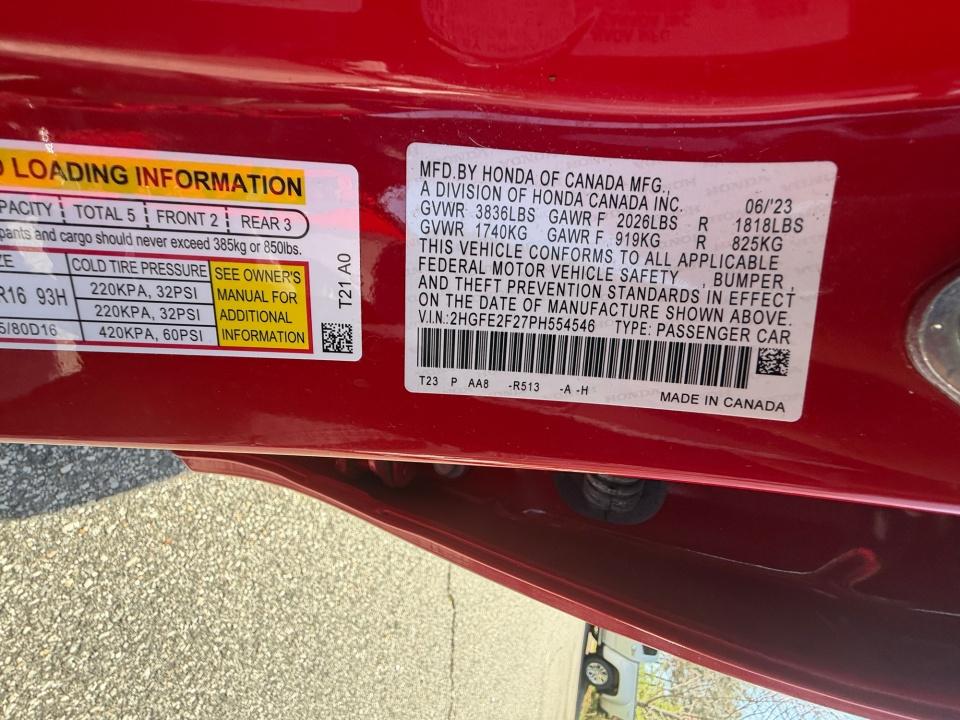 LOADING INFORMATION
TOTAL 5 FRONT 2 REAR 3
and cargo should never exceed 385kg or 850lbs.
COLD TIRE PRESSURE
R16 93H 220KPA, 32PSI
220KPA, 32PSI
5/80D16 420KPA, 60PSI
SEE OWNER'S
MANUAL FOR
ADDITIONAL
INFORMATION
T21 A0
MFD.BY HONDA OF CANADA MFG.,
A DIVISION OF HONDA CANADA INC. 06/'23
GVWR 3836LBS GAWR F 2026LBS R 1818LBS
GVWR 1740KG GAWR F 919KG R 825KG
THIS VEHICLE CONFORMS TO ALL APPLICABLE
FEDERAL MOTOR VEHICLE SAFETY , BUMPER ,
AND THEFT PREVENTION STANDARDS IN EFFECT
ON THE DATE OF MANUFACTURE SHOWN ABOVE.
V.I.N.:2HGFE2F27PH554546 TYPE: PASSENGER CAR
T23 P AA8 -R513 -A -H
MADE IN CANADA